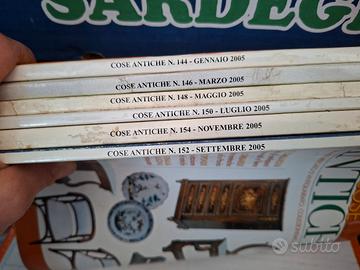 SARDEG
COSE ANTICHE N. 144 - GENNAIO 2005
COSE ANTICHE N. 146 - MARZO 2005
COSE ANTICHE N. 148 - MAGGIO 2005
COSE ANTICHE N. 150 - LUGLIO 2005
COSE ANTICHE N. 154 - NOVEMBRE 2005
COSE ANTICHE N. 152 - SETTEMBRE 2005
subito